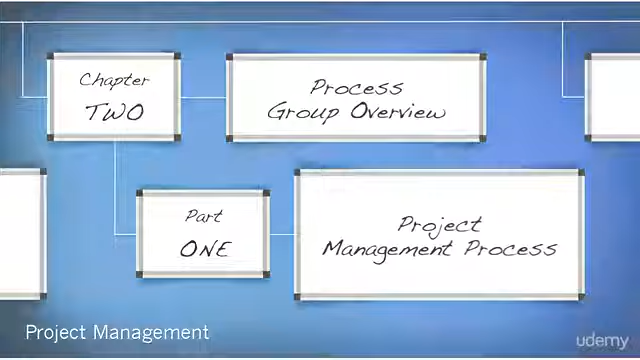 Chapter
TWO
Process
Group Overview
Part
ONE
Project
Management Process
Project Management
udemy